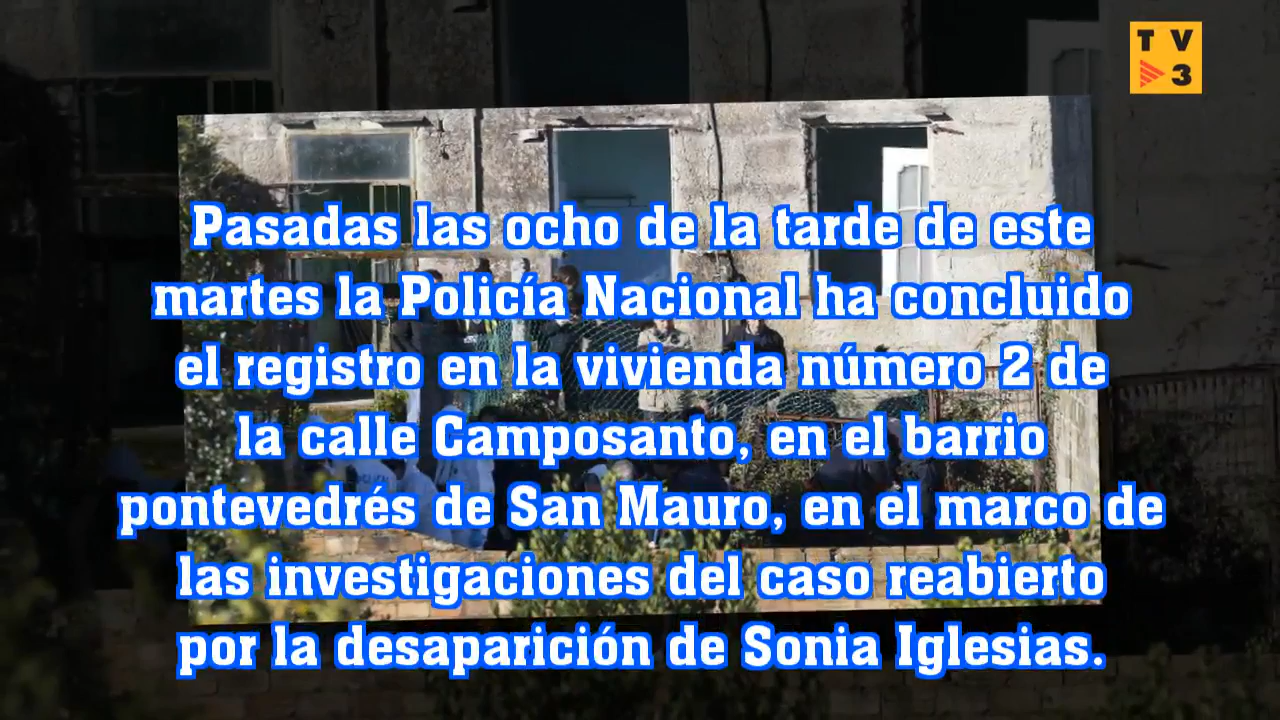 TV
3
Pasadas las ocho de la tarde de este
martes la Policía Nacional ha concluido
el registro en la vivienda número 2 de
la calle Camposanto, en el barrio
pontevedrés de San Mauro, en el marco de
las investigaciones del caso reabierto
por la desaparición de Sonia Iglesias.